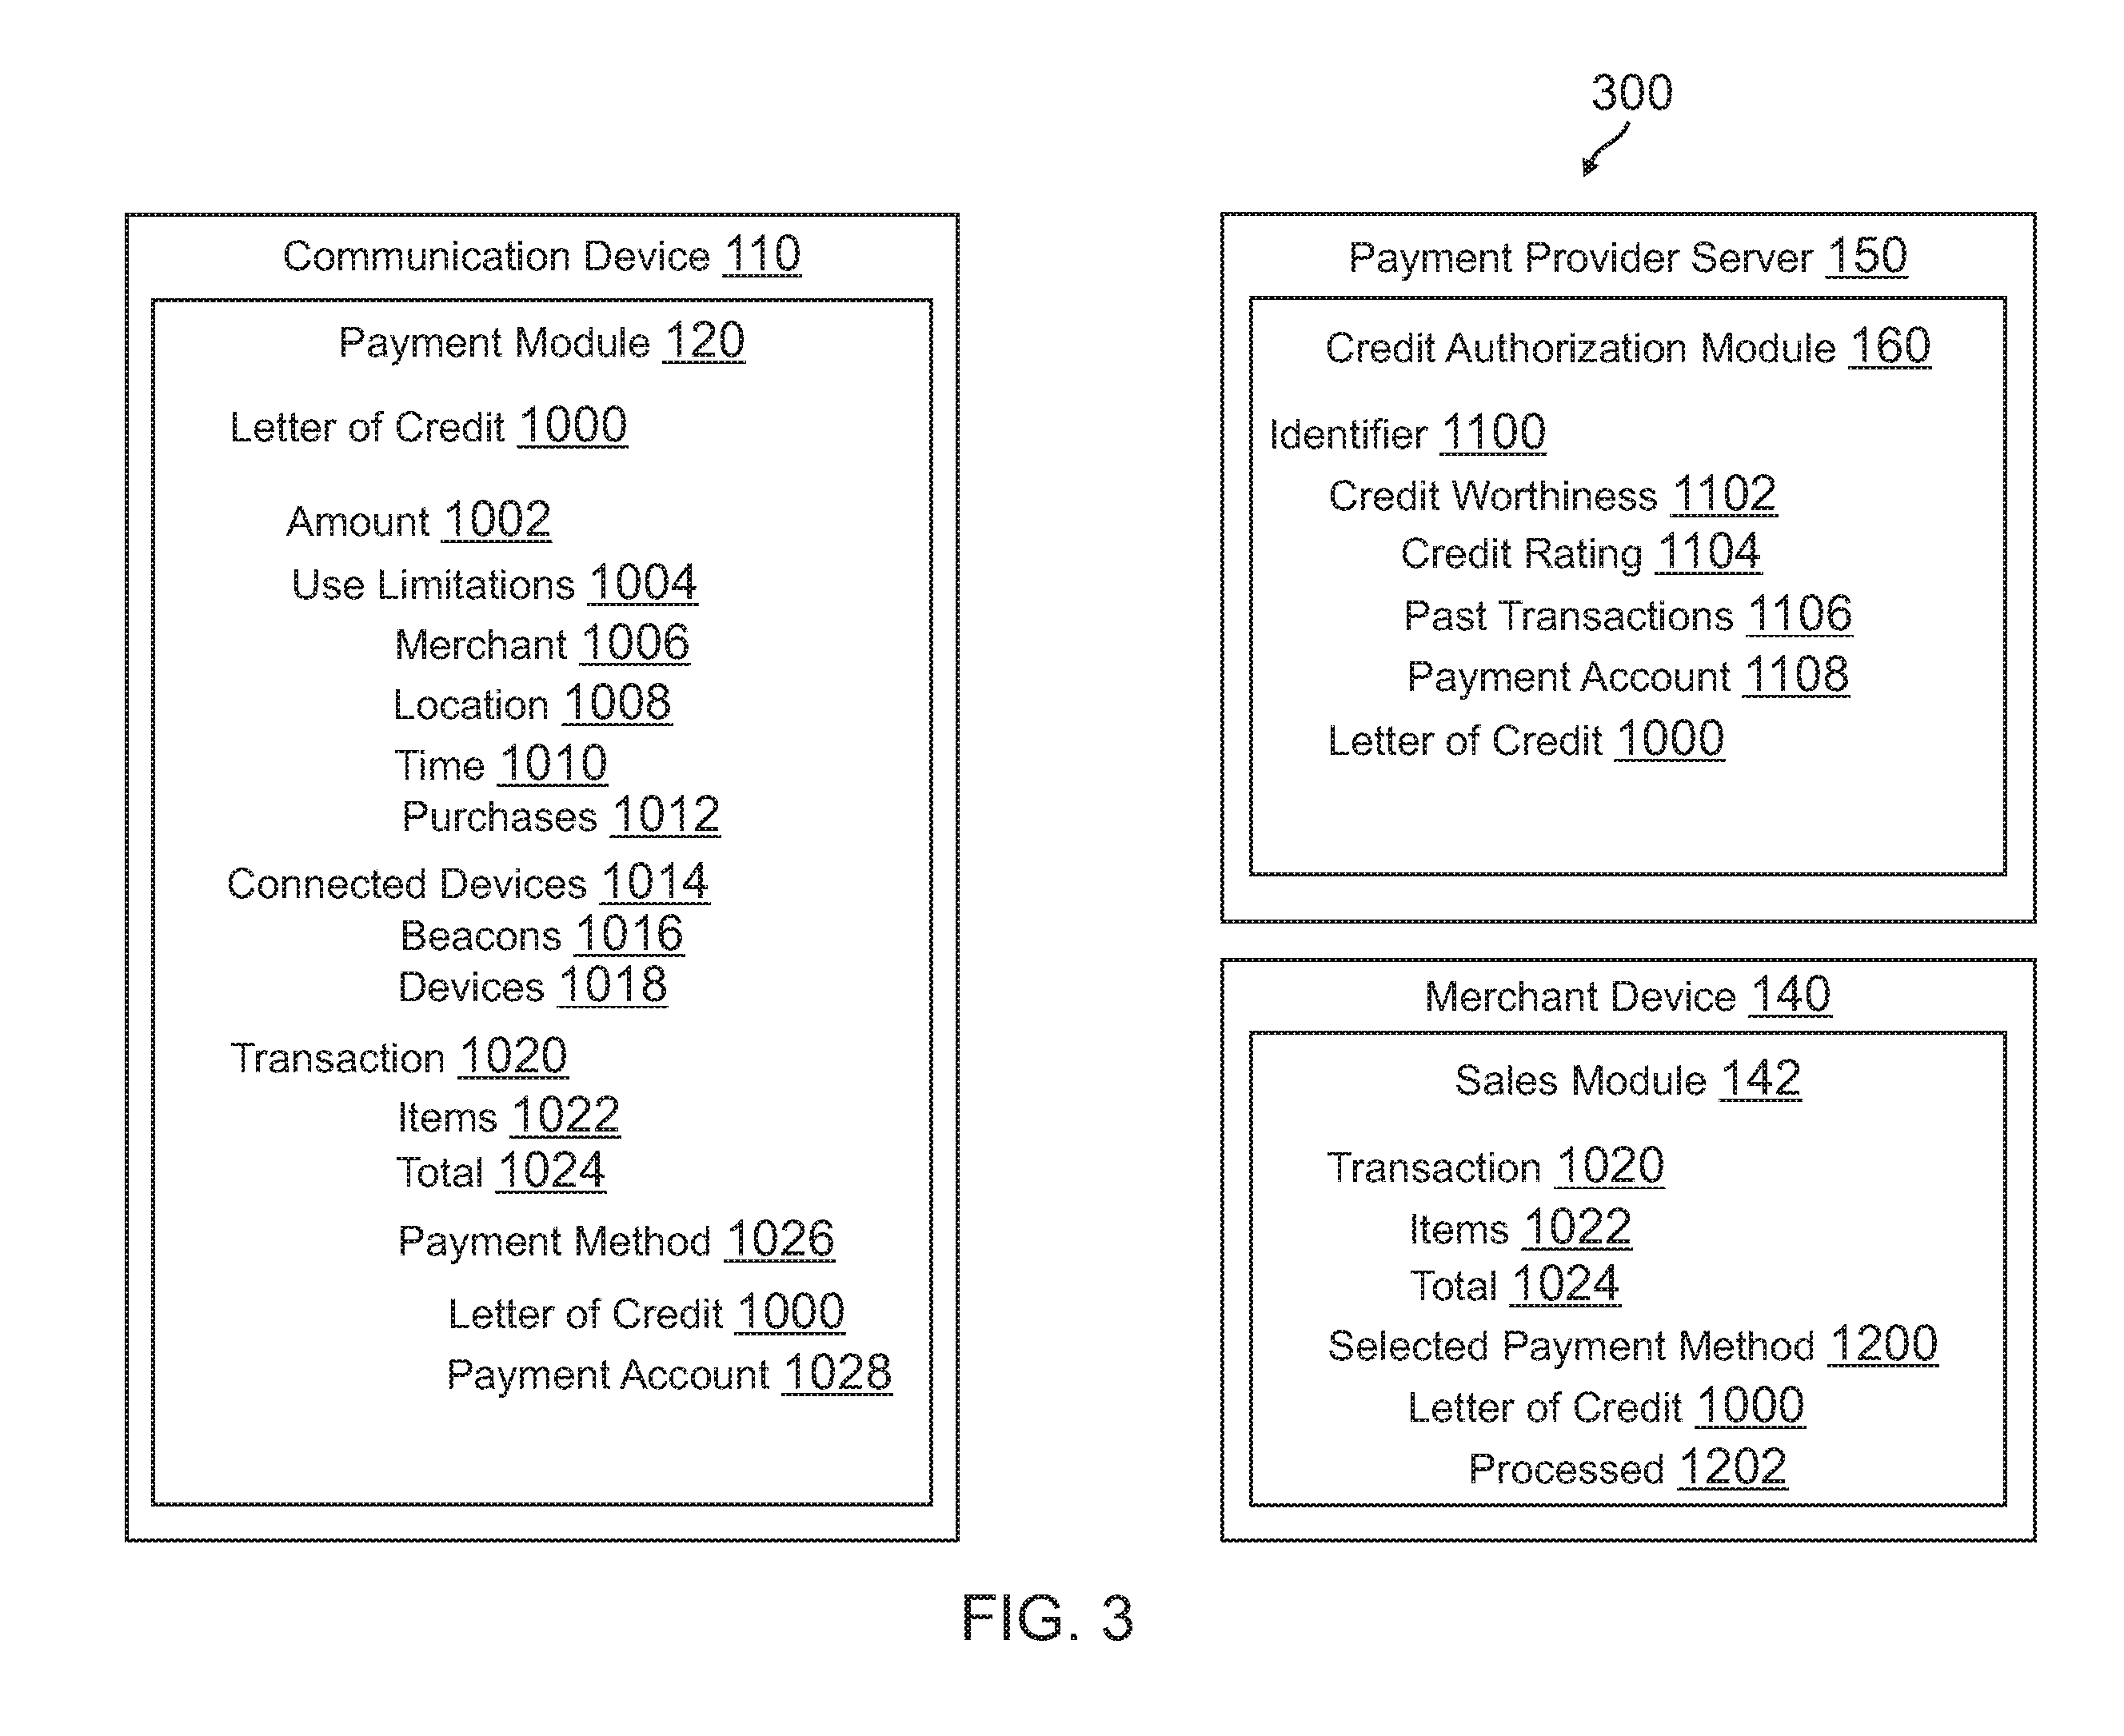 300
Communication Device 110
Payment Module 120
Letter of Credit 1000
Amount 1002
Use Limitations 1004
Merchant 1006
Location 1008
Time 1010
Purchases 1012
Connected Devices 1014
Beacons 1016
Devices 1018
Transaction 1020
Items 1022
Total 1024
Payment Method 1026
Letter of Credit 1000
Payment Account 1028
Payment Provider Server 150
Credit Authorization Module 160
Identifier 1100
Credit Worthiness 1102
Credit Rating 1104
Past Transactions 1106
Payment Account 1108
Letter of Credit 1000
Merchant Device 140
Sales Module 142
Transaction 1020
Items 1022
Total 1024
Selected Payment Method 1200
Letter of Credit 1000
Processed 1202
FIG. 3